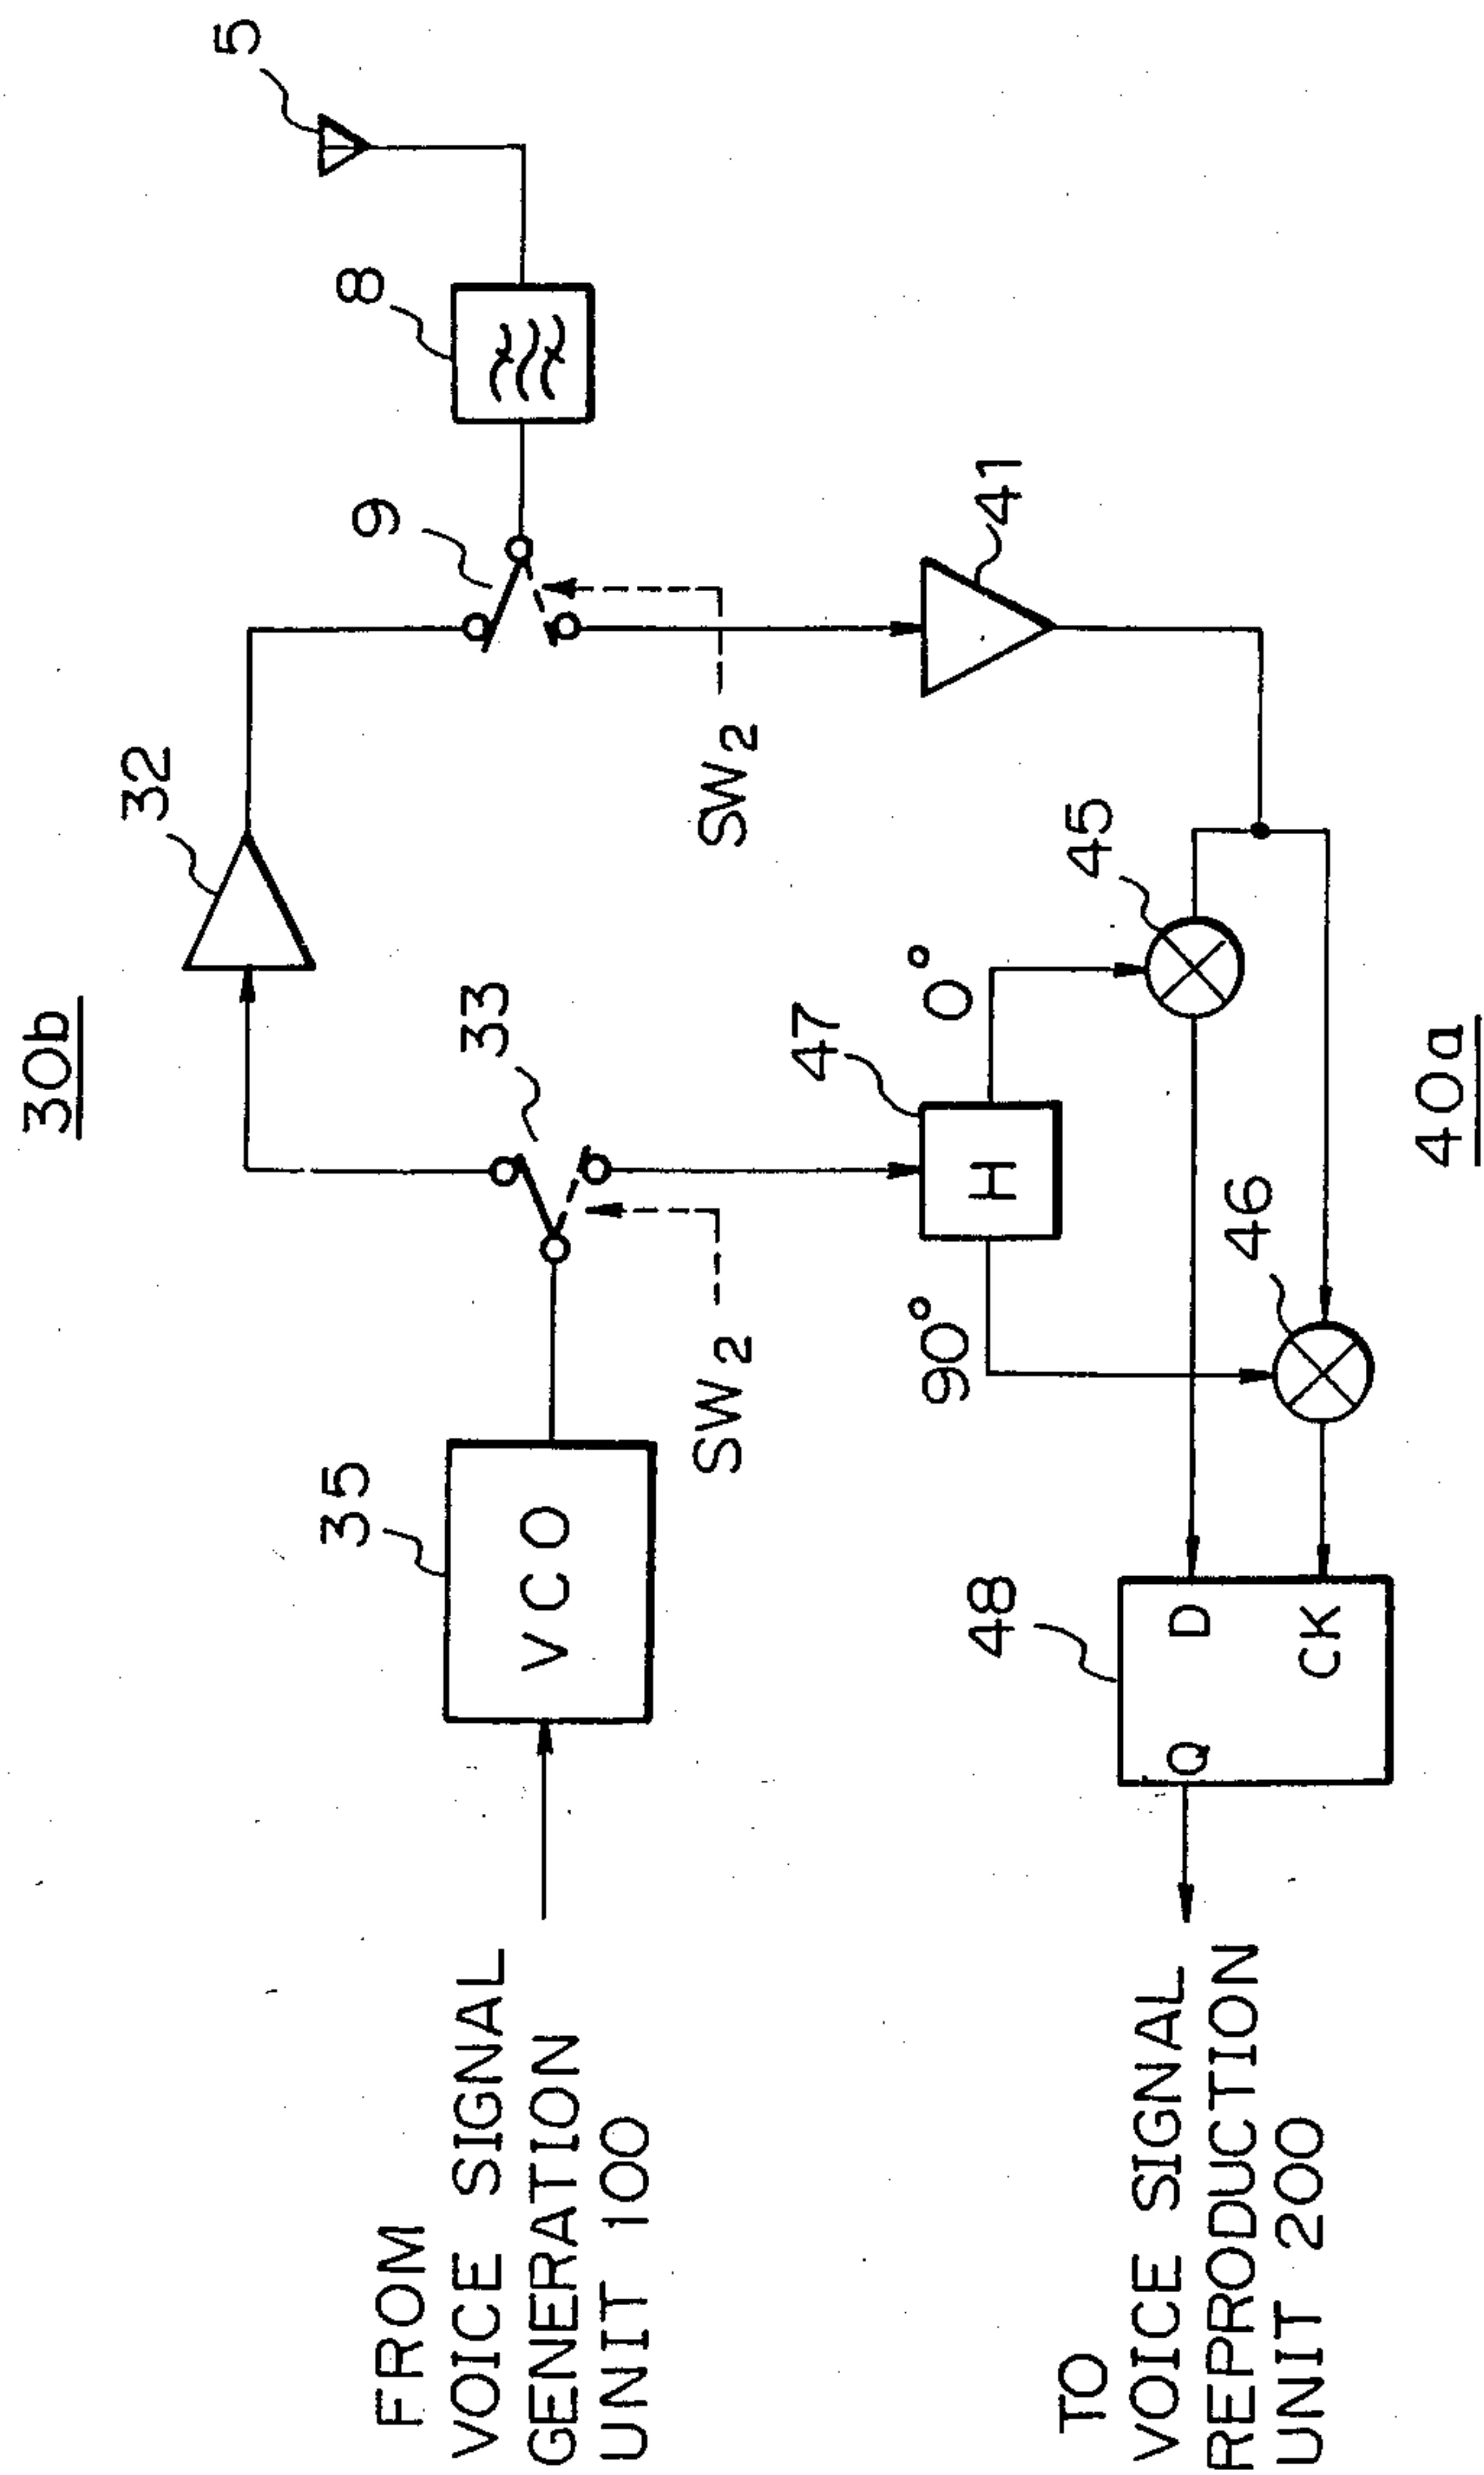 30b
32
5
33
9
8
35
VCO
SW2
SW2
FROM
VOICE SIGNAL
GENERATION
UNIT 100
47
H
0°
90°
45
41
46
48
Q
D
CK
TO
VOICE SIGNAL
REPRODUCTION
UNIT 200
40a